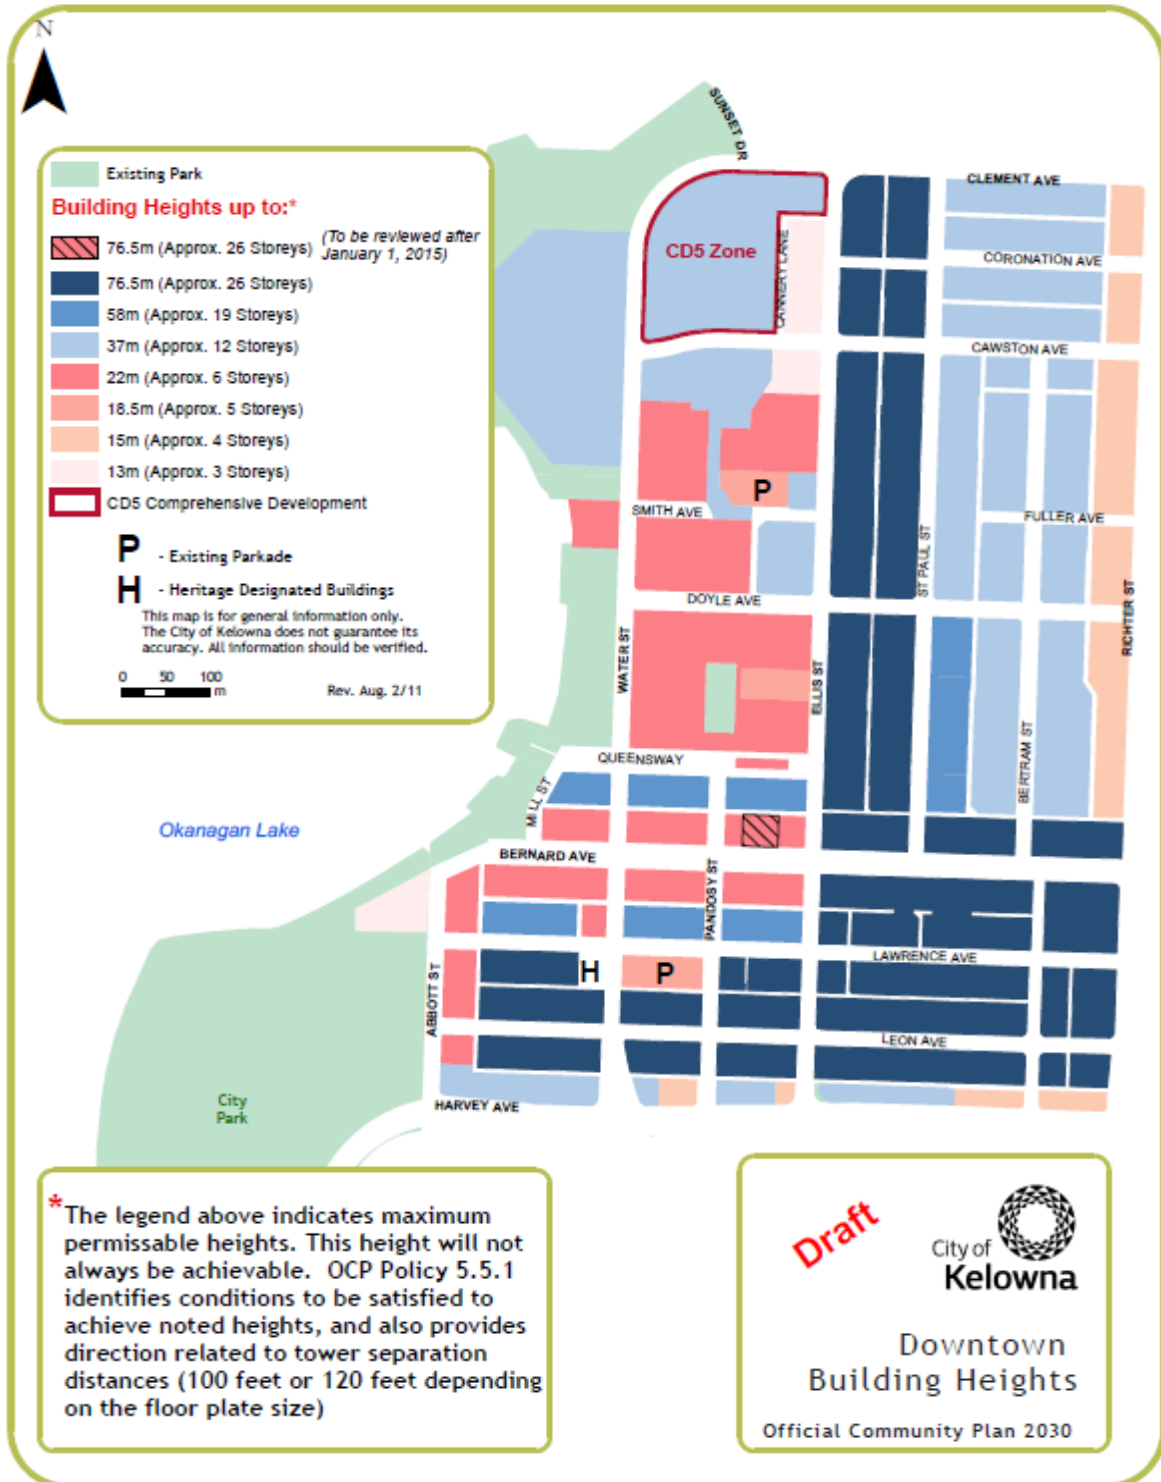 N
SUNSET DR
Existing Park
Building Heights up to:*
76.5m (Approx. 26 Storeys)
(To be reviewed after
January 1, 2015)
76.5m (Approx. 26 Storeys)
58m (Approx. 19 Storeys)
37m (Approx. 12 Storeys)
22m (Approx. 6 Storeys)
18.5m (Approx. 5 Storeys)
15m (Approx. 4 Storeys)
13m (Approx. 3 Storeys)
CD5 Comprehensive Development
P - Existing Parkade
H - Heritage Designated Buildings
This map is for general information only.
The City of Kelowna does not guarantee its
accuracy. All information should be verified.
0 50 100
m
Rev. Aug. 2/11
CLEMENT AVE
CD5 Zone
CANNERY LANE
CORONATION AVE
CAWSTON AVE
P
SMITH AVE
FULLER AVE
ST PAUL ST
DOYLE AVE
RICHTER ST
WATER ST
ELLIS ST
QUEENSWAY
BERTRAM ST
MILL ST
Okanagan Lake
BERNARD AVE
PANDOSY ST
LAWRENCE AVE
H
P
ABBOTT ST
LEON AVE
City
Park
HARVEY AVE
*The legend above indicates maximum
permissable heights. This height will not
always be achievable. OCP Policy 5.5.1
identifies conditions to be satisfied to
achieve noted heights, and also provides
direction related to tower separation
distances (100 feet or 120 feet depending
on the floor plate size)
Draft
City of
Kelowna
Downtown
Building Heights
Official Community Plan 2030